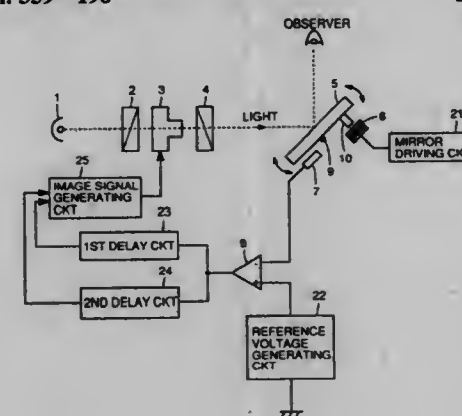 OBSERVER
1
2
3
4
5
6
21
LIGHT
10
9
7
MIRROR
DRIVING
25
IMAGE SIGNAL
GENERATING
CKT
23
1ST DELAY CKT
24
2ND DELAY CKT
8
22
REFERENCE
VOLTAGE
GENERATING
CKT